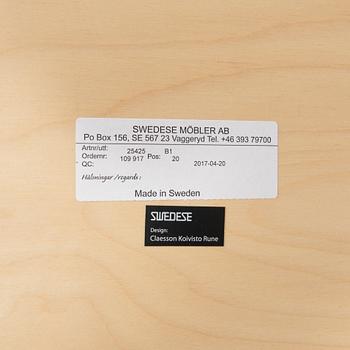 SWEDESE MÖBLER AB
Po Box 156, SE 567 23 Vaggeryd Tel. +46 393 79700
Artnr/utf: 25425 B1
Ordernr: 109 917 Pos: 20 2017-04-20
QC:
Hälsningar /regards:
Made in Sweden
SWEDESE
Design:
Claesson Koivisto Rune